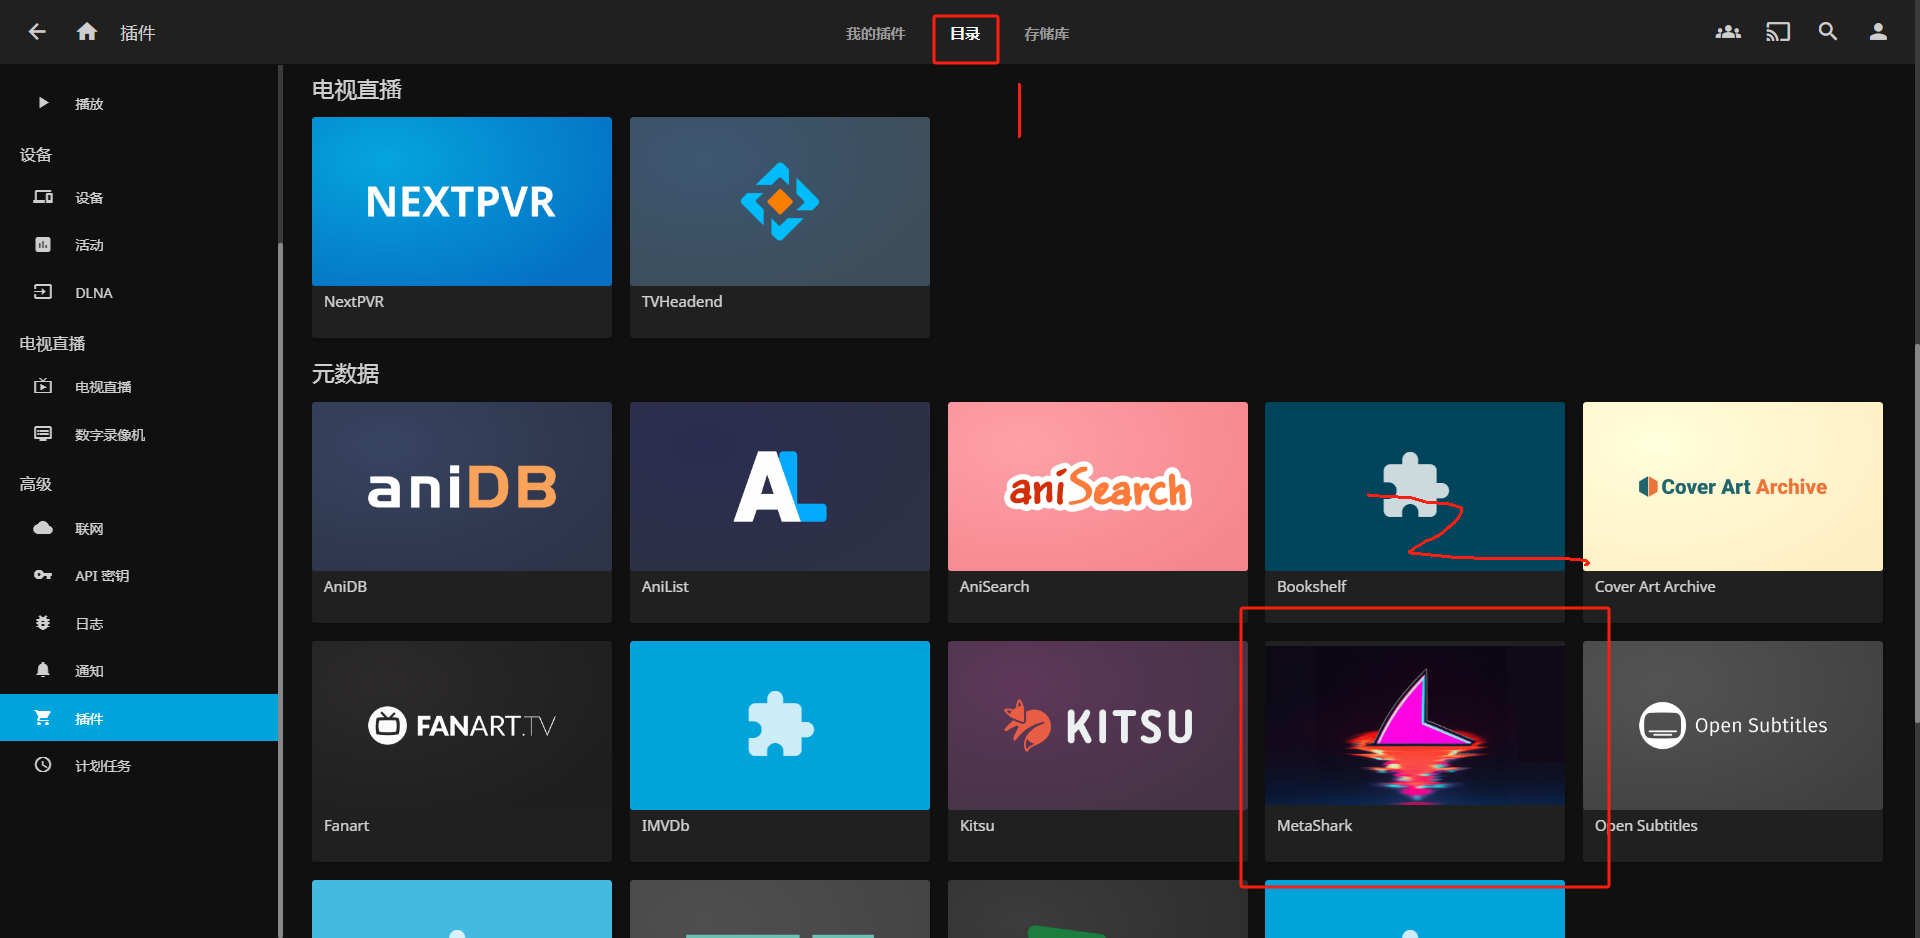 插件
我的插件
目录
存储库
播放
设备
设备
活动
DLNA
电视直播
电视直播
数字录像机
高级
联网
API 密钥
日志
通知
插件
计划任务
电视直播
NEXTPVR
NextPVR
TVHeadend
元数据
aniDB
AL
aniSearch
Cover Art Archive
AniDB
AniList
AniSearch
Bookshelf
Cover Art Archive
FANART.TV
KITSU
Open Subtitles
Fanart
IMVDb
Kitsu
MetaShark
Open Subtitles